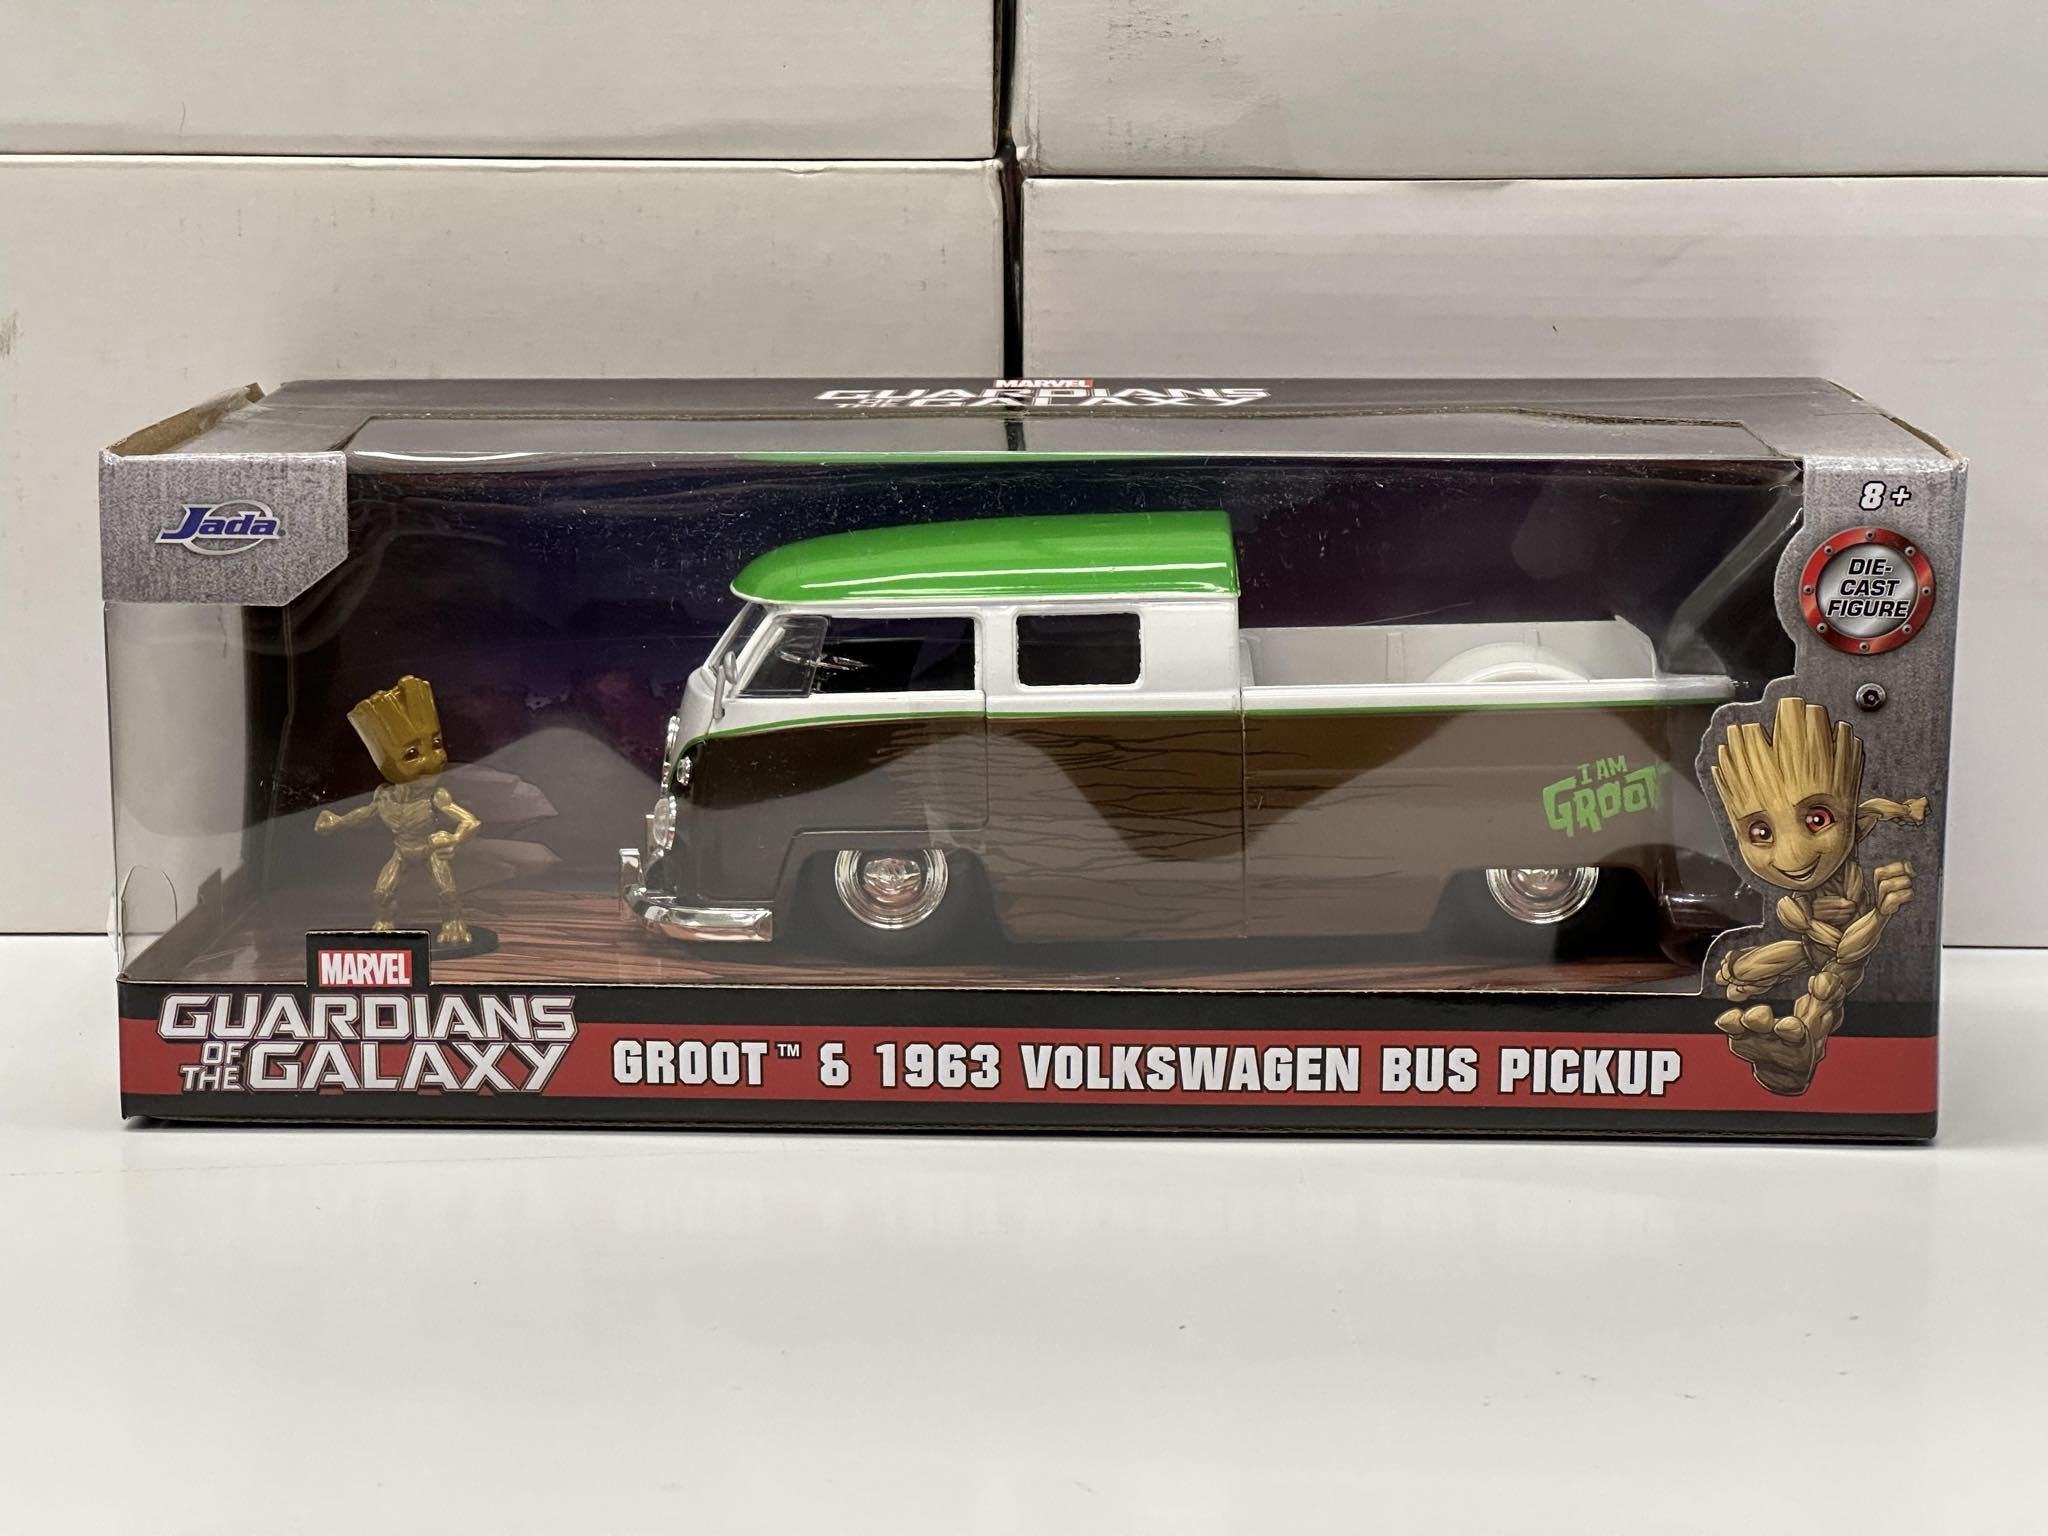 MARVEL
GUARDIANS
OF THE GALAXY
Jada
8+
DIE-
CAST
FIGURE
I AM
GROOT
MARVEL
GUARDIANS
OF THE GALAXY
GROOT™ & 1963 VOLKSWAGEN BUS PICKUP